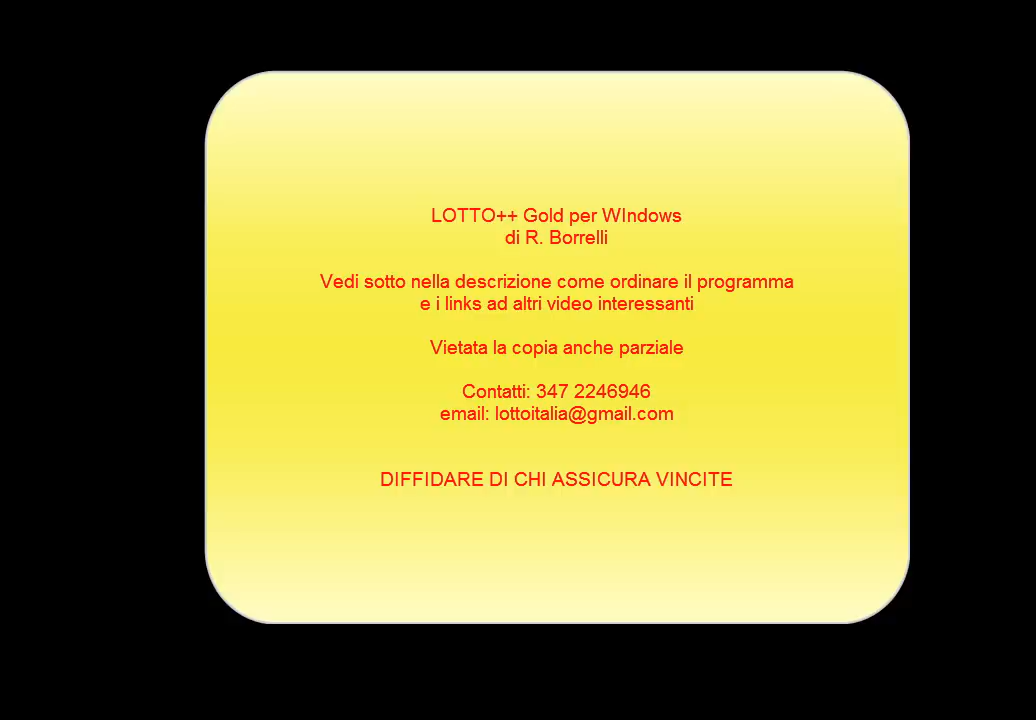 LOTTO++ Gold per WIndows
di R. Borrelli
Vedi sotto nella descrizione come ordinare il programma
e i links ad altri video interessanti
Vietata la copia anche parziale
Contatti: 347 2246946
email: lottoitalia@gmail.com
DIFFIDARE DI CHI ASSICURA VINCITE